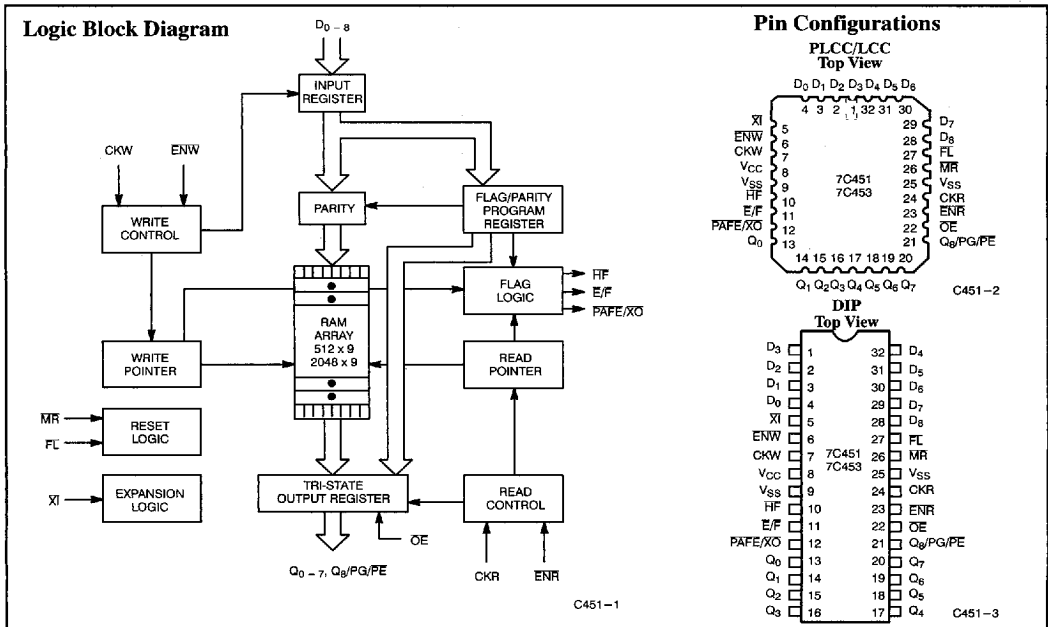 Logic Block Diagram
D0-8
INPUT
REGISTER
CKW
ENW
WRITE
CONTROL
PARITY
FLAG/PARITY
PROGRAM
REGISTER
FLAG
LOGIC
HF
E/F
PAFE/XO
RAM
ARRAY
512 x 9
2048 x 9
WRITE
POINTER
READ
POINTER
MR
FL
RESET
LOGIC
XI
EXPANSION
LOGIC
TRI-STATE
OUTPUT REGISTER
READ
CONTROL
OE
Q0-7, Q8/PG/PE
CKR
ENR
C451-1
Pin Configurations
PLCC/LCC
Top View
D0 D1 D2 D3 D4 D5 D6
4 3 2 1 32 31 30
XI 5
ENW 6
CKW 7
VCC 8
VSS 9
HF 10
E/F 11
PAFE/XO 12
Q0 13
7C451
7C453
29 D7
28 D8
27 FL
26 MR
25 VSS
24 CKR
23 ENR
22 OE
21 Q8/PG/PE
14 15 16 17 18 19 20
Q1 Q2 Q3 Q4 Q5 Q6 Q7
C451-2
DIP
Top View
D3 1 32 D4
D2 2 31 D5
D1 3 30 D6
D0 4 29 D7
XI 5 28 D8
ENW 6 27 FL
CKW 7 7C451 26 MR
VCC 8 7C453 25 VSS
VSS 9 24 CKR
HF 10 23 ENR
E/F 11 22 OE
PAFE/XO 12 21 Q8/PG/PE
Q0 13 20 Q7
Q1 14 19 Q6
Q2 15 18 Q5
Q3 16 17 Q4
C451-3